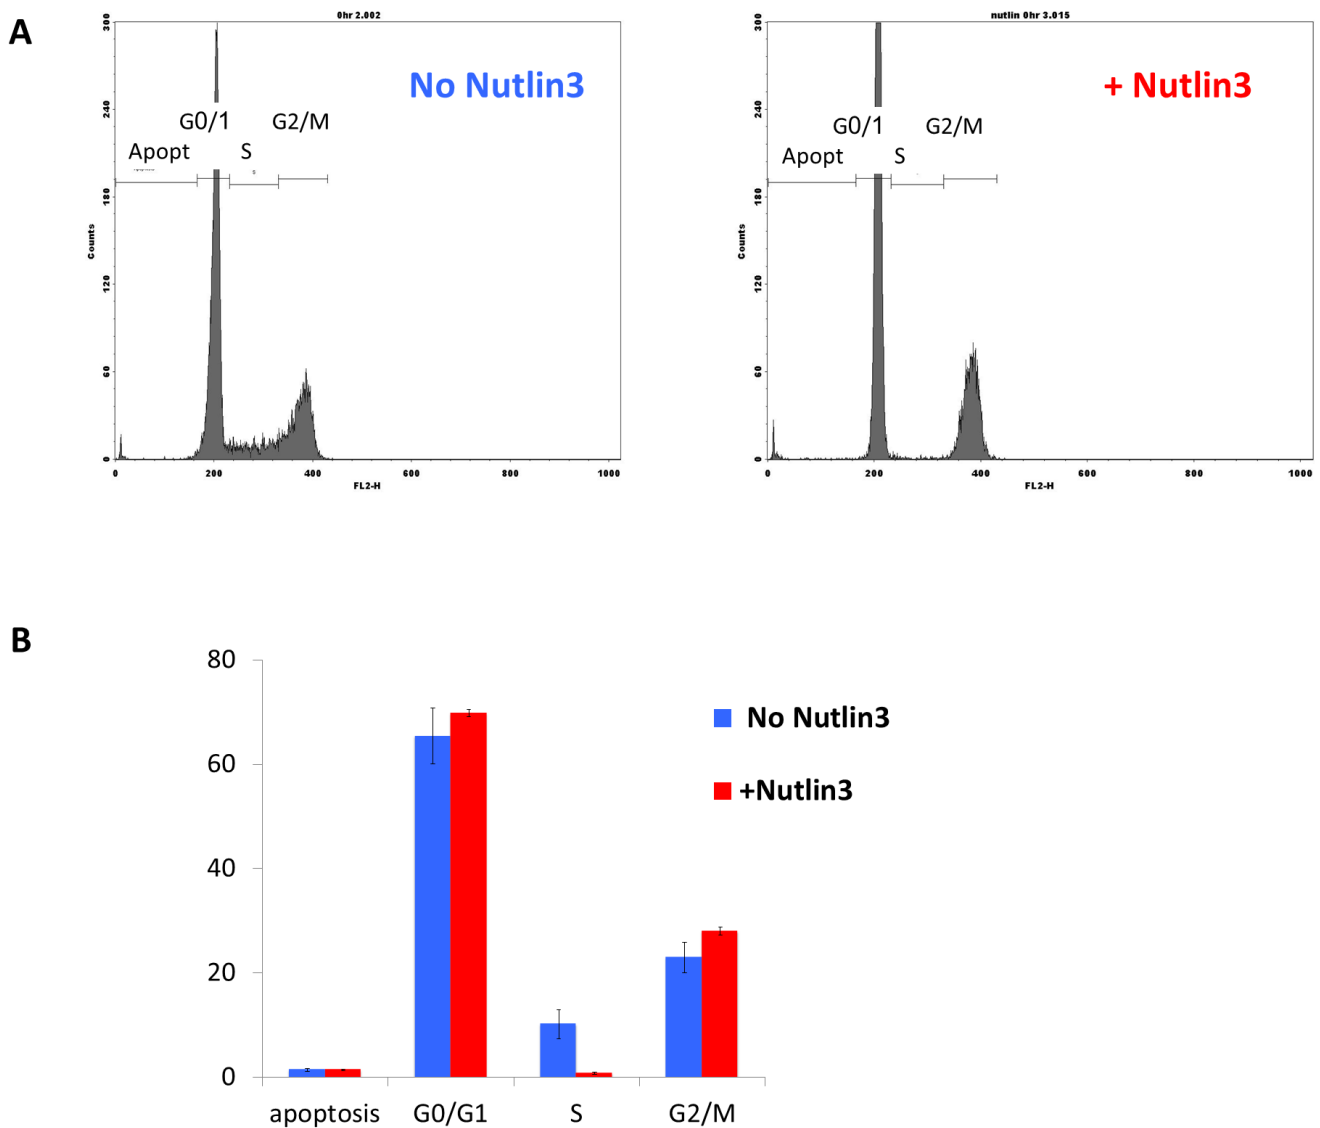 A
0hr 2.002
No Nutlin3
G0/1 G2/M
Apopt S
s
300
240
180
120
60
0
Counts
0 200 400 600 800 1000
FL2-H
nutlin 0hr 3.015
+ Nutlin3
G0/1 G2/M
Apopt S
300
240
180
120
60
0
Counts
0 200 400 600 800 1000
FL2-H
B
80
60
40
20
0
apoptosis G0/G1 S G2/M
No Nutlin3
+Nutlin3